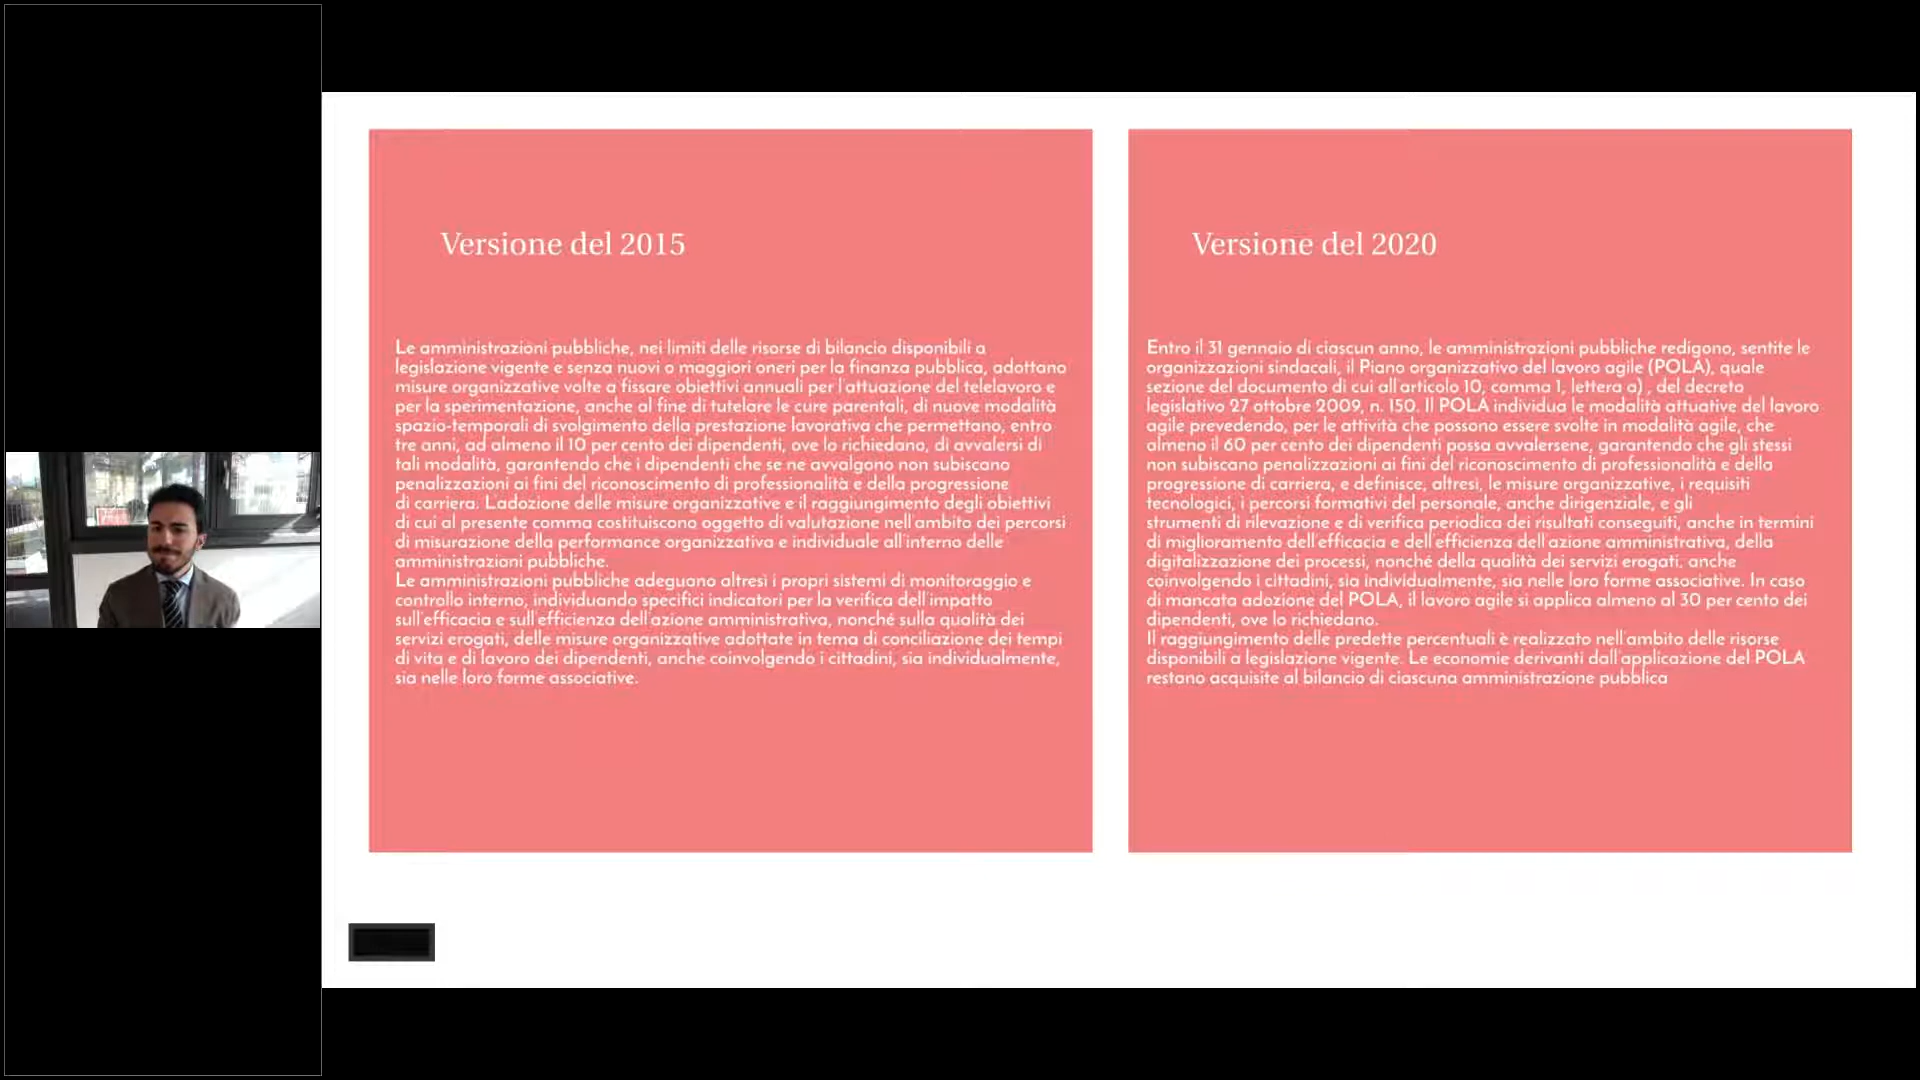 Versione del 2015
Le amministrazioni pubbliche, nei limiti delle risorse di bilancio disponibili a
legislazione vigente e senza nuovi o maggiori oneri per la finanza pubblica, adottano
misure organizzative volte a fissare obiettivi annuali per l'attuazione del telelavoro e
per la sperimentazione, anche al fine di tutelare le cure parentali, di nuove modalità
spazio-temporali di svolgimento della prestazione lavorativa che permettano, entro
tre anni, ad almeno il 10 per cento dei dipendenti, ove lo richiedano, di avvalersi di
tali modalità, garantendo che i dipendenti che se ne avvalgono non subiscano
penalizzazioni ai fini del riconoscimento di professionalità e della progressione
di carriera. L'adozione delle misure organizzative e il raggiungimento degli obiettivi
di cui al presente comma costituiscono oggetto di valutazione nell'ambito dei percorsi
di misurazione della performance organizzativa e individuale all'interno delle
amministrazioni pubbliche.
Le amministrazioni pubbliche adeguano altresì i propri sistemi di monitoraggio e
controllo interno, individuando specifici indicatori per la verifica dell'impatto
sull'efficacia e sull'efficienza dell'azione amministrativa, nonché sulla qualità dei
servizi erogati, delle misure organizzative adottate in tema di conciliazione dei tempi
di vita e di lavoro dei dipendenti, anche coinvolgendo i cittadini, sia individualmente,
sia nelle loro forme associative.
Versione del 2020
Entro il 31 gennaio di ciascun anno, le amministrazioni pubbliche redigono, sentite le
organizzazioni sindacali, il Piano organizzativo del lavoro agile (POLA), quale
sezione del documento di cui all'articolo 10, comma 1, lettera a) , del decreto
legislativo 27 ottobre 2009, n. 150. Il POLA individua le modalità attuative del lavoro
agile prevedendo, per le attività che possono essere svolte in modalità agile, che
almeno il 60 per cento dei dipendenti possa avvalersene, garantendo che gli stessi
non subiscano penalizzazioni ai fini del riconoscimento di professionalità e della
progressione di carriera, e definisce, altresì, le misure organizzative, i requisiti
tecnologici, i percorsi formativi del personale, anche dirigenziale, e gli
strumenti di rilevazione e di verifica periodica dei risultati conseguiti, anche in termini
di miglioramento dell'efficacia e dell'efficienza dell'azione amministrativa, della
digitalizzazione dei processi, nonché della qualità dei servizi erogati. anche
coinvolgendo i cittadini, sia individualmente, sia nelle loro forme associative. In caso
di mancata adozione del POLA, il lavoro agile si applica almeno al 30 per cento dei
dipendenti, ove lo richiedano.
Il raggiungimento delle predette percentuali è realizzato nell'ambito delle risorse
disponibili a legislazione vigente. Le economie derivanti dall'applicazione del POLA
restano acquisite al bilancio di ciascuna amministrazione pubblica